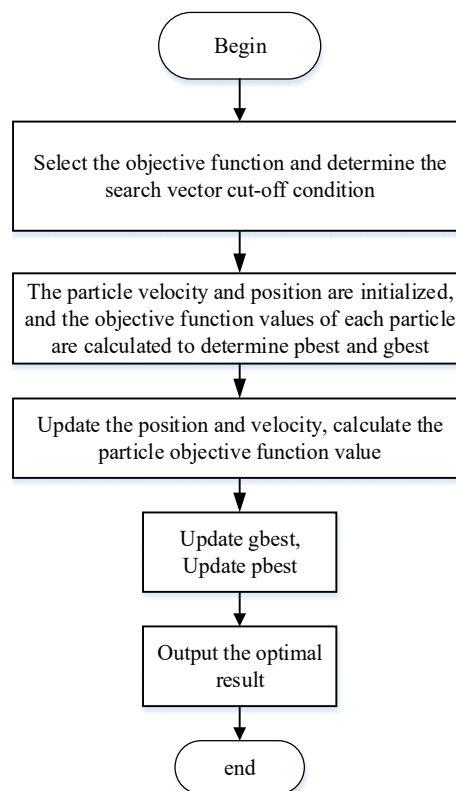 Begin
Select the objective function and determine the
search vector cut-off condition
The particle velocity and position are initialized,
and the objective function values of each particle
are calculated to determine pbest and gbest
Update the position and velocity, calculate the
particle objective function value
Update gbest,
Update pbest
Output the optimal
result
end